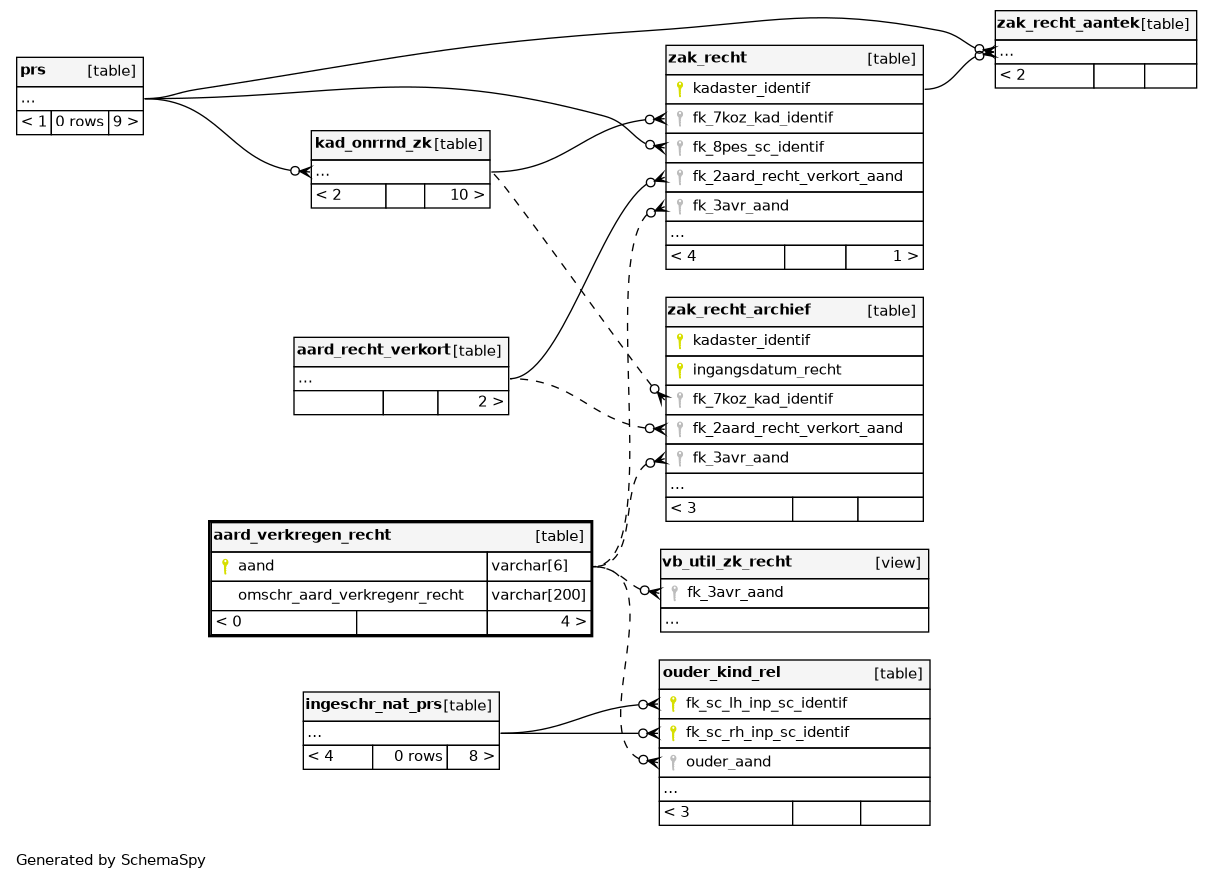 zak_recht_aantek [table]
...
< 2
prs [table]
...
< 1 0 rows 9 >
zak_recht [table]
kadaster_identif
fk_7koz_kad_identif
fk_8pes_sc_identif
fk_2aard_recht_verkort_aand
fk_3avr_aand
...
< 4 1 >
kad_onrrnd_zk [table]
...
< 2 10 >
zak_recht_archief [table]
kadaster_identif
ingangsdatum_recht
fk_7koz_kad_identif
fk_2aard_recht_verkort_aand
fk_3avr_aand
...
< 3
aard_recht_verkort [table]
...
2 >
aard_verkregen_recht [table]
aand varchar[6]
omschr_aard_verkregenr_recht varchar[200]
< 0 4 >
vb_util_zk_recht [view]
fk_3avr_aand
...
ouder_kind_rel [table]
fk_sc_lh_inp_sc_identif
fk_sc_rh_inp_sc_identif
ouder_aand
...
< 3
ingeschr_nat_prs [table]
...
< 4 0 rows 8 >
Generated by SchemaSpy